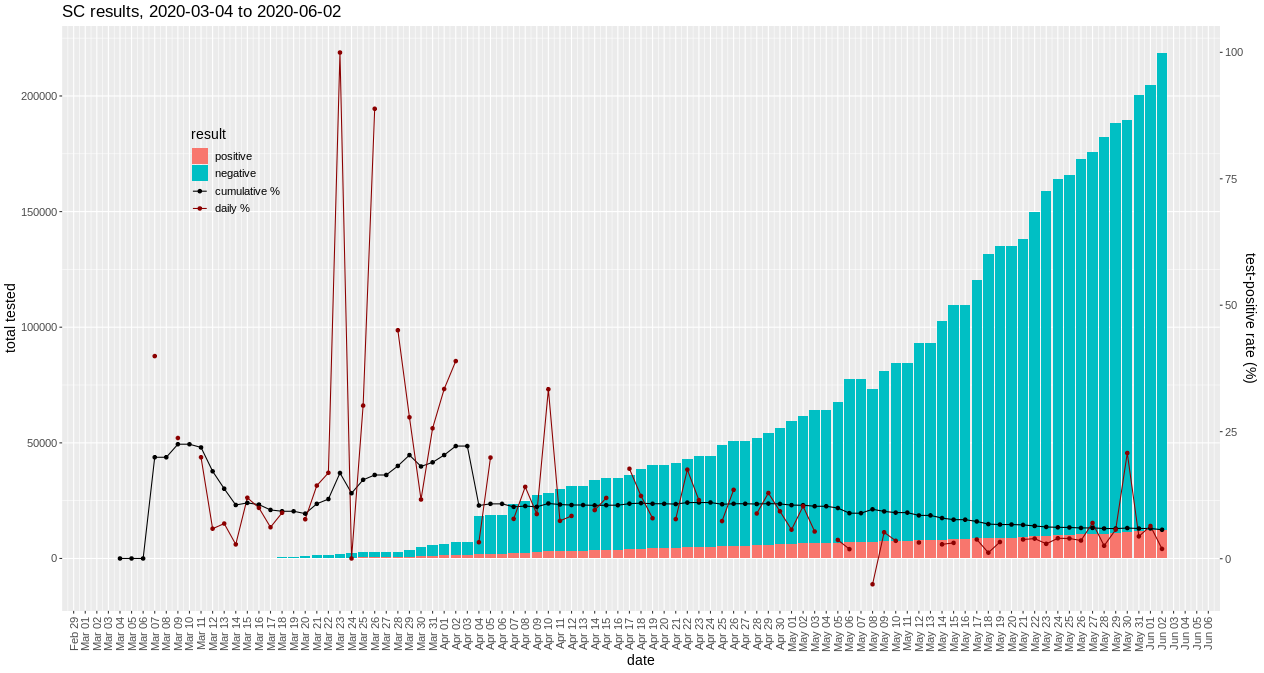 SC results, 2020-03-04 to 2020-06-02
total tested
200000
150000
100000
50000
0
result
positive
negative
cumulative %
daily %
100
75
50
25
0
test-positive rate (%)
Feb 29
Mar 01
Mar 02
Mar 03
Mar 04
Mar 05
Mar 06
Mar 07
Mar 08
Mar 09
Mar 10
Mar 11
Mar 12
Mar 13
Mar 14
Mar 15
Mar 16
Mar 17
Mar 18
Mar 19
Mar 20
Mar 21
Mar 22
Mar 23
Mar 24
Mar 25
Mar 26
Mar 27
Mar 28
Mar 29
Mar 30
Mar 31
Apr 01
Apr 02
Apr 03
Apr 04
Apr 05
Apr 06
Apr 07
Apr 08
Apr 09
Apr 10
Apr 11
Apr 12
Apr 13
Apr 14
Apr 15
Apr 16
Apr 17
Apr 18
Apr 19
Apr 20
Apr 21
Apr 22
Apr 23
Apr 24
Apr 25
Apr 26
Apr 27
Apr 28
Apr 29
Apr 30
May 01
May 02
May 03
May 04
May 05
May 06
May 07
May 08
May 09
May 10
May 11
May 12
May 13
May 14
May 15
May 16
May 17
May 18
May 19
May 20
May 21
May 22
May 23
May 24
May 25
May 26
May 27
May 28
May 29
May 30
May 31
Jun 01
Jun 02
Jun 03
Jun 04
Jun 05
Jun 06
date